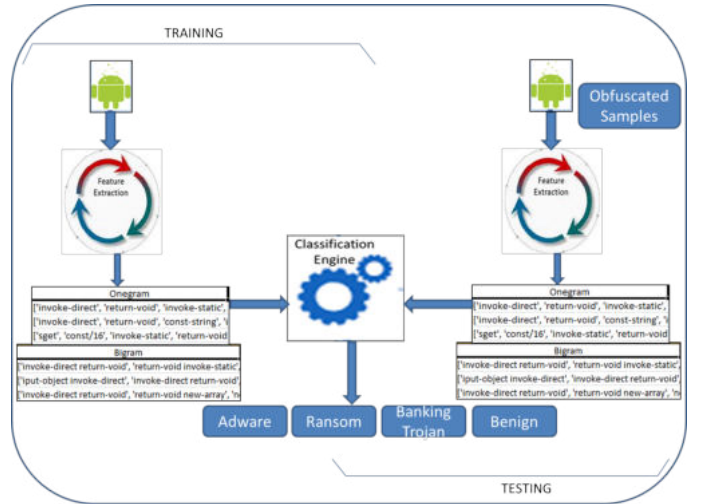 TRAINING
Obfuscated
Samples
Feature
Extraction
Feature
Extraction
Classification
Engine
Onegram
['invoke-direct', 'return-void', 'invoke-static',
['invoke-direct', 'return-void', 'const-string',
['sget', 'const/16', 'invoke-static', 'return-void
Bigram
['invoke-direct return-void', 'return-void invoke-static',
['iput-object invoke-direct', 'invoke-direct return-void',
['invoke-direct return-void', 'return-void new-array',
Onegram
['invoke-direct', 'return-void', 'invoke-static',
['invoke-direct', 'return-void', 'const-string',
['sget', 'const/16', 'invoke-static', 'return-void
Bigram
['invoke-direct return-void', 'return-void invoke-static',
['iput-object invoke-direct', 'invoke-direct return-void',
['invoke-direct return-void', 'return-void new-array',
Adware
Ransom
Banking
Trojan
Benign
TESTING